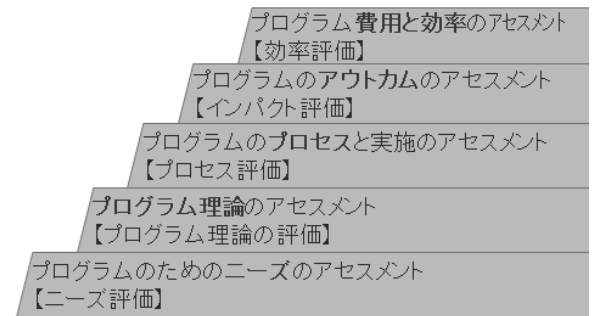 プログラム費用と効率のアセスメント
【効率評価】
プログラムのアウトカムのアセスメント
【インパクト評価】
プログラムのプロセスと実施のアセスメント
【プロセス評価】
プログラム理論のアセスメント
【プログラム理論の評価】
プログラムのためのニーズのアセスメント
【ニーズ評価】